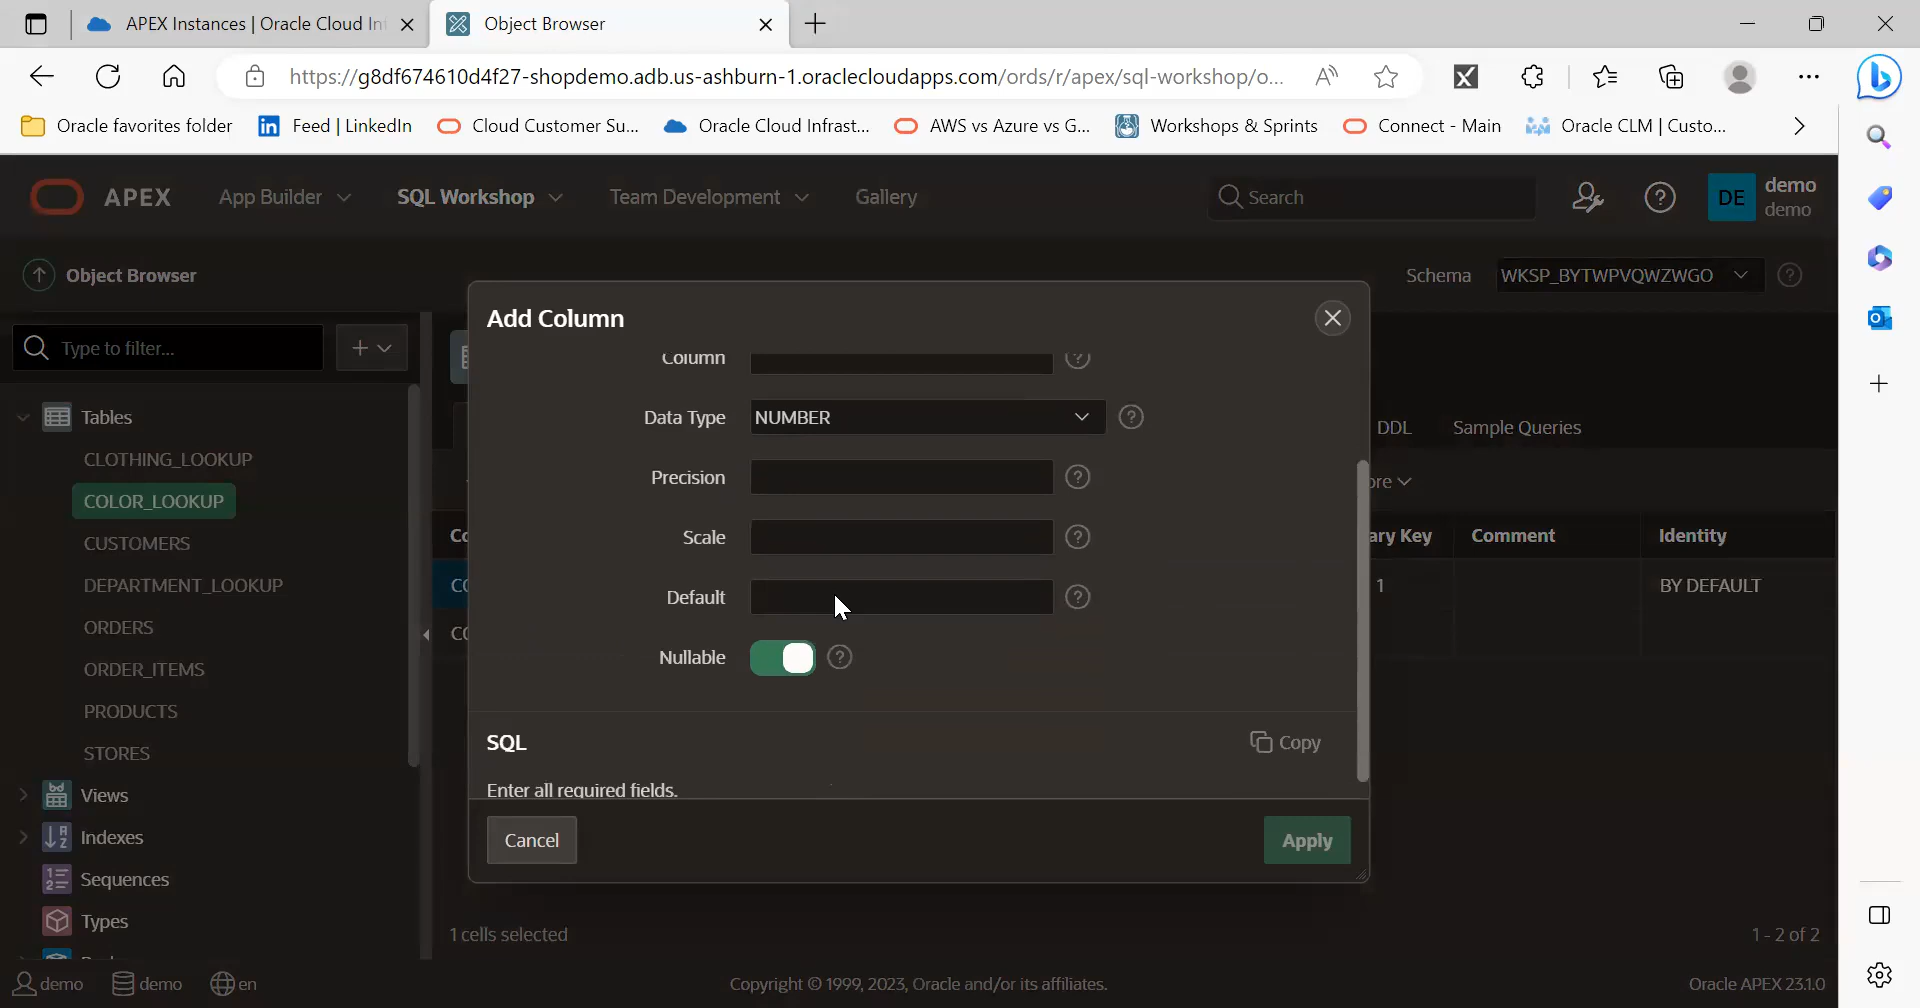 APEX Instances | Oracle Cloud In
Object Browser
https://g8df674610d4f27-shopdemo.adb.us-ashburn-1.oraclecloudapps.com/ords/r/apex/sql-workshop/o...
Oracle favorites folder
Feed | LinkedIn
Cloud Customer Su...
Oracle Cloud Infrast...
AWS vs Azure vs G...
Workshops & Sprints
Connect - Main
Oracle CLM | Custo...
APEX
App Builder
SQL Workshop
Team Development
Gallery
Search
DE
demo
demo
Object Browser
Schema
WKSP_BYTWPVQWZWGO
Type to filter...
Add Column
Column
Tables
Data Type
NUMBER
DDL
Sample Queries
CLOTHING_LOOKUP
Precision
ore
COLOR_LOOKUP
CUSTOMERS
Scale
Co
ary Key
Comment
Identity
DEPARTMENT_LOOKUP
Default
CO
1
BY DEFAULT
ORDERS
CO
Nullable
ORDER_ITEMS
PRODUCTS
STORES
SQL
Copy
Enter all required fields.
Views
Indexes
Cancel
Apply
Sequences
Types
1 cells selected
1 - 2 of 2
demo
demo
en
Copyright © 1999, 2023, Oracle and/or its affiliates.
Oracle APEX 23.1.0